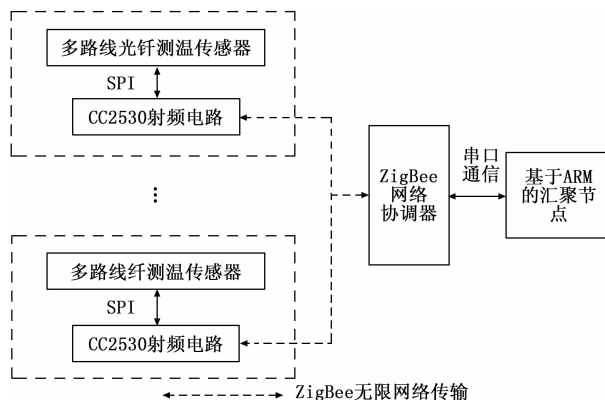 多路线光钎测温传感器
SPI
CC2530射频电路
⋮
多路线纤测温传感器
SPI
CC2530射频电路
ZigBee
网络
协调器
串口
通信
基于ARM
的汇聚节
点
ZigBee无限网络传输